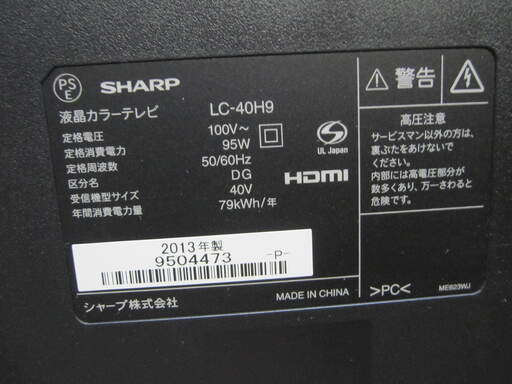 PS
E
SHARP
液晶カラーテレビ LC-40H9
定格電圧 100V~
定格消費電力 95W
定格周波数 50/60Hz
区分名 DG
受信機型サイズ 40V
年間消費電力量 79kWh/年
S
UL Japan
HDMI
2013年製
9504473 -P-
シャープ株式会社
MADE IN CHINA
警告
高圧注意
サービスマン以外の方は、
裏ぶたをあけないで
ください。
内部には高電圧部分が
数多くあり、万一さわると
危険です。
>PC<
ME623WJ